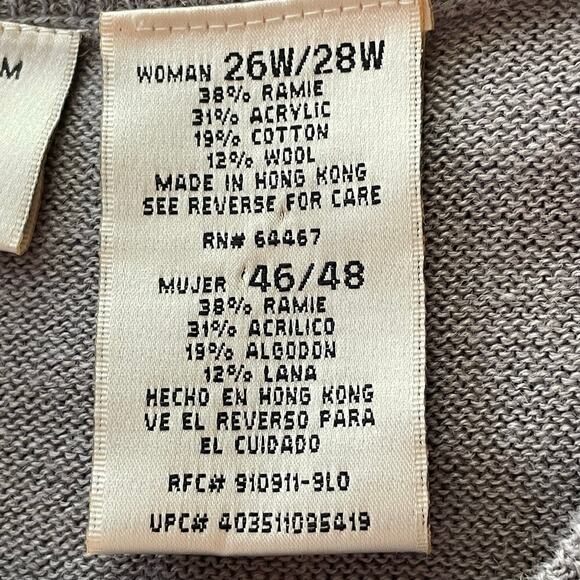 M
WOMAN 26W/28W
38% RAMIE
31% ACRYLIC
19% COTTON
12% WOOL
MADE IN HONG KONG
SEE REVERSE FOR CARE
RN# 64467
MUJER 46/48
38% RAMIE
31% ACRILICO
19% ALGODON
12% LANA
HECHO EN HONG KONG
VE EL REVERSO PARA
EL CUIDADO
RFC# 910911-9L0
UPC# 403511095419